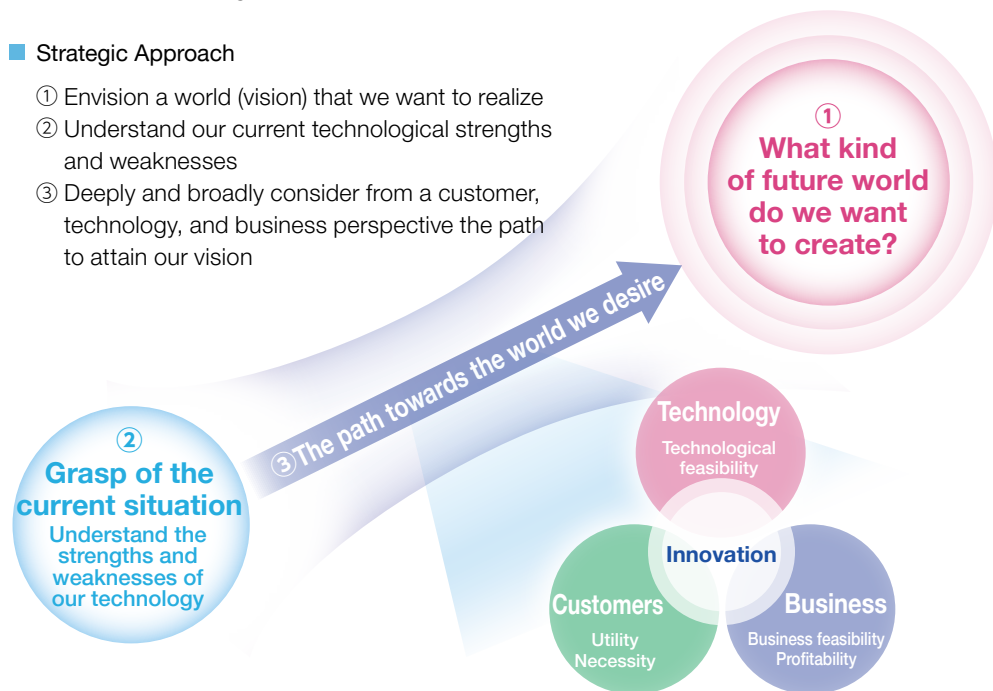 Strategic Approach
① Envision a world (vision) that we want to realize
② Understand our current technological strengths
and weaknesses
③ Deeply and broadly consider from a customer,
technology, and business perspective the path
to attain our vision
①
What kind
of future world
do we want
to create?
③The path towards the world we desire
②
Grasp of the
current situation
Understand the
strengths and
weaknesses of
our technology
Technology
Technological
feasibility
Innovation
Customers
Utility
Necessity
Business
Business feasibility
Profitability